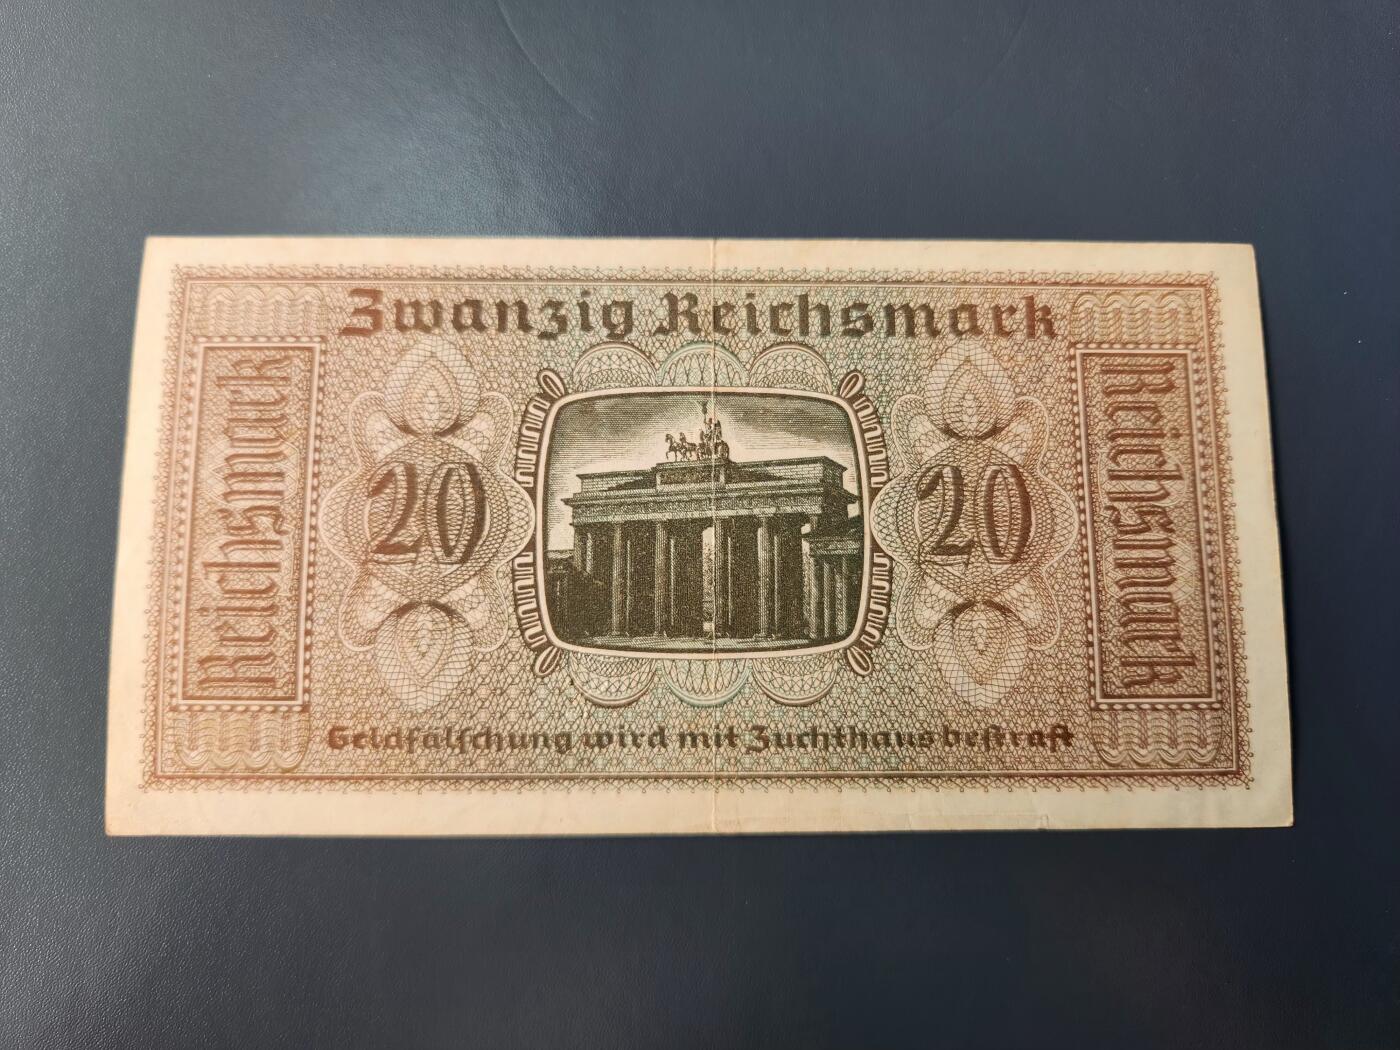 Zwanzig Reichsmark
Reichsmark
20
20
Reichsmark
Geldfälschung wird mit Zuchthaus bestraft